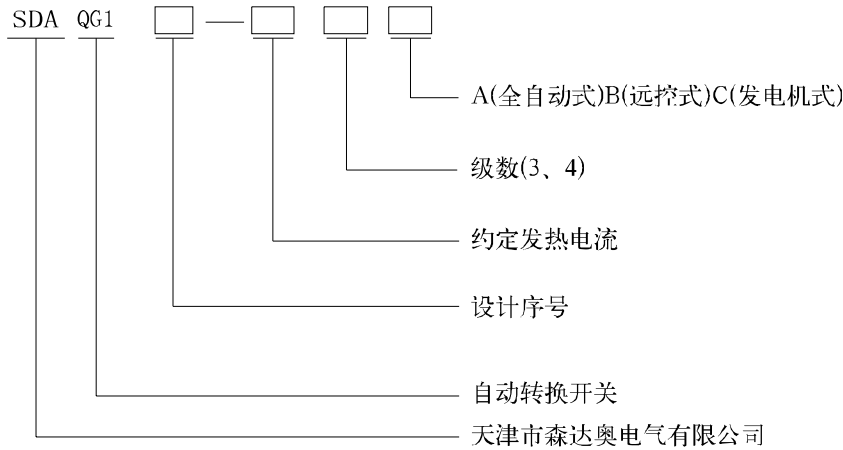 SDA QG1 □—□ □ □
A(全自动式)B(远控式)C(发电机式)
级数(3、4)
约定发热电流
设计序号
自动转换开关
天津市森达奥电气有限公司